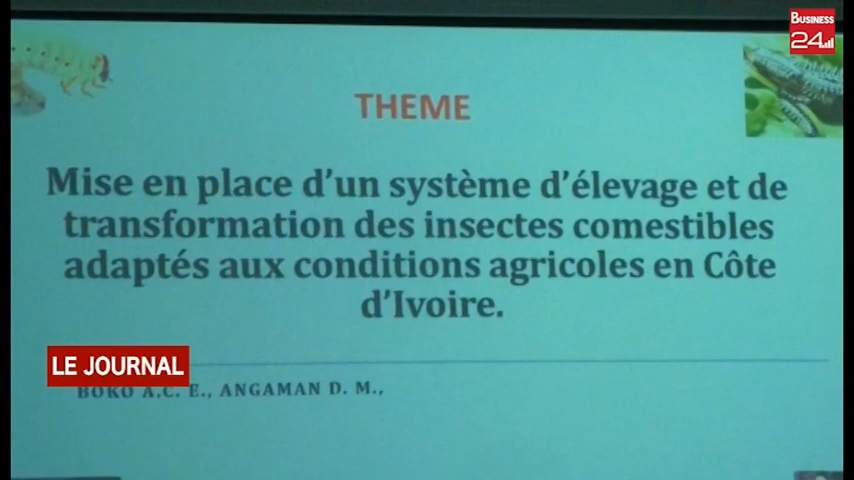 BUSINESS
24
THEME
Mise en place d'un système d'élevage et de
transformation des insectes comestibles
adaptés aux conditions agricoles en Côte
d'Ivoire.
LE JOURNAL
BOKO A.C. E., ANGAMAN D. M.,